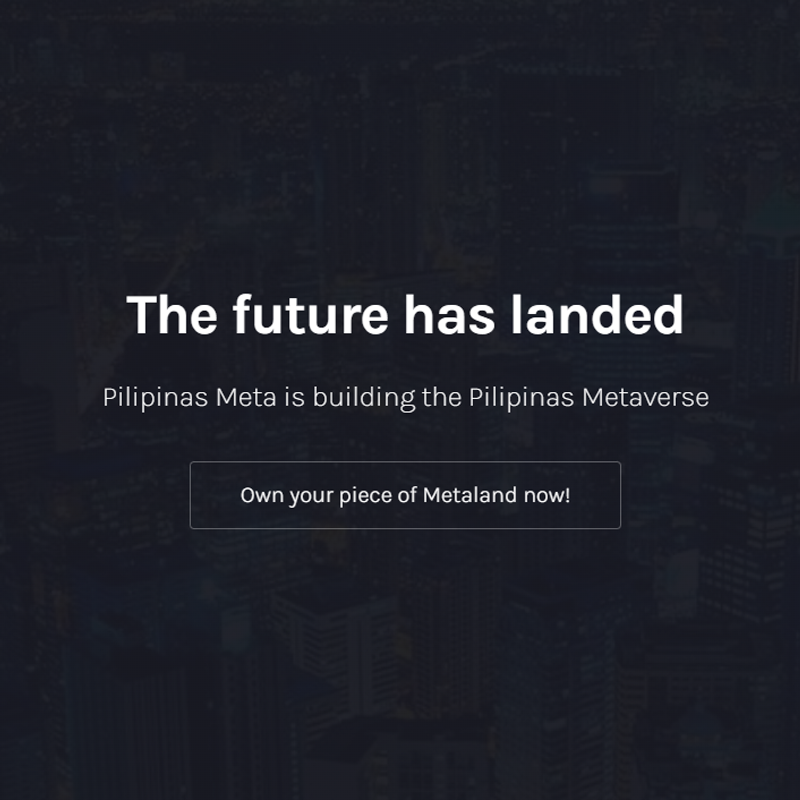 The future has landed
Pilipinas Meta is building the Pilipinas Metaverse
Own your piece of Metaland now!